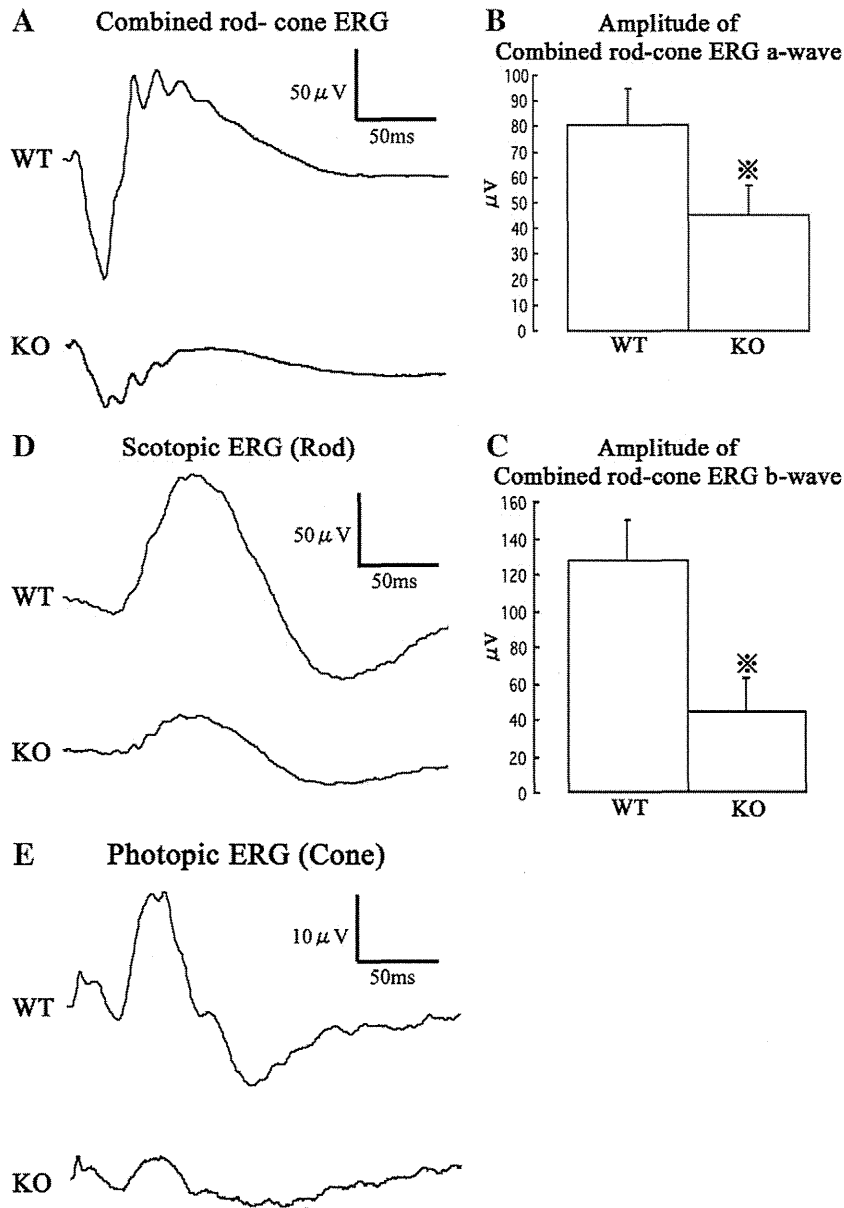 A Combined rod- cone ERG
50 μV
50ms
WT
KO
B Amplitude of
Combined rod-cone ERG a-wave
100
90
80
70
60
50
40
30
20
10
0
μV
※
WT KO
D Scotopic ERG (Rod)
50 μV
50ms
WT
KO
C Amplitude of
Combined rod-cone ERG b-wave
160
140
120
100
80
60
40
20
0
μV
※
WT KO
E Photopic ERG (Cone)
10 μV
50ms
WT
KO